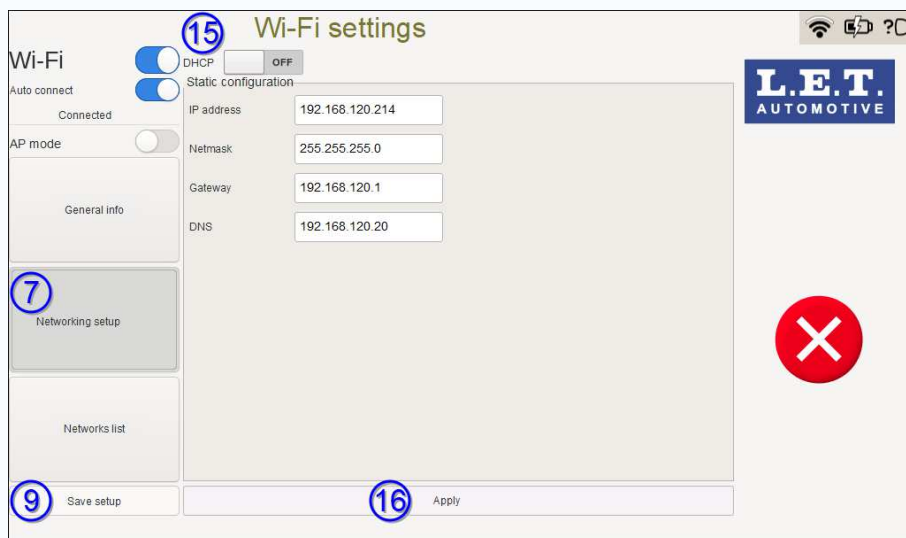 15
Wi-Fi settings
Wi-Fi
DHCP OFF
Auto connect
Static configuration
Connected
IP address 192.168.120.214
AP mode
Netmask 255.255.255.0
Gateway 192.168.120.1
General info
DNS 192.168.120.20
7
Networking setup
Networks list
9 Save setup
16 Apply
?
L.E.T.
AUTOMOTIVE